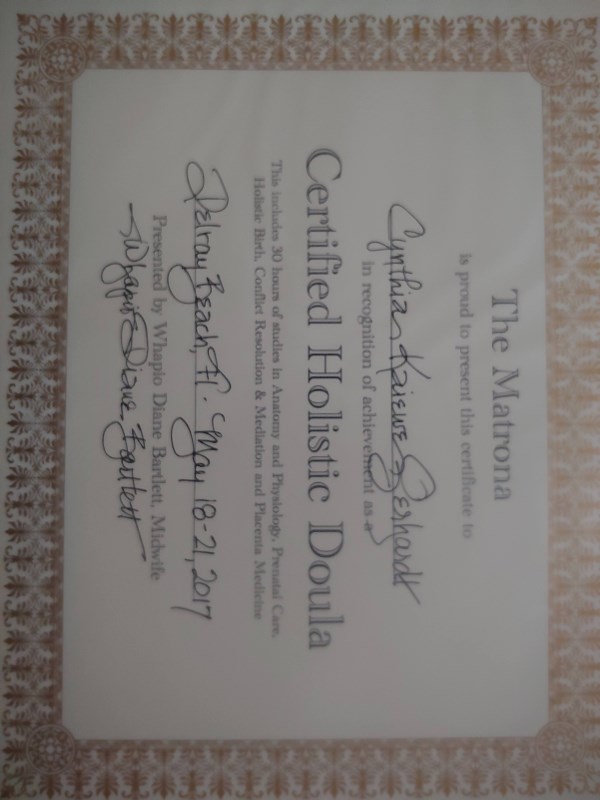 The Matrona
is proud to present this certificate to
Cynthia Gerhardt
in recognition of achievement as a
Certified Holistic Doula
This includes 30 hours of studies in Anatomy and Physiology, Prenatal Care,
Holistic Birth, Conflict Resolution & Mediation and Placenta Medicine
Delray Beach, Fl. May 18-21, 2017
Presented by Whapio Diane Bartlett, Midwife
Whapio Diane Bartlett